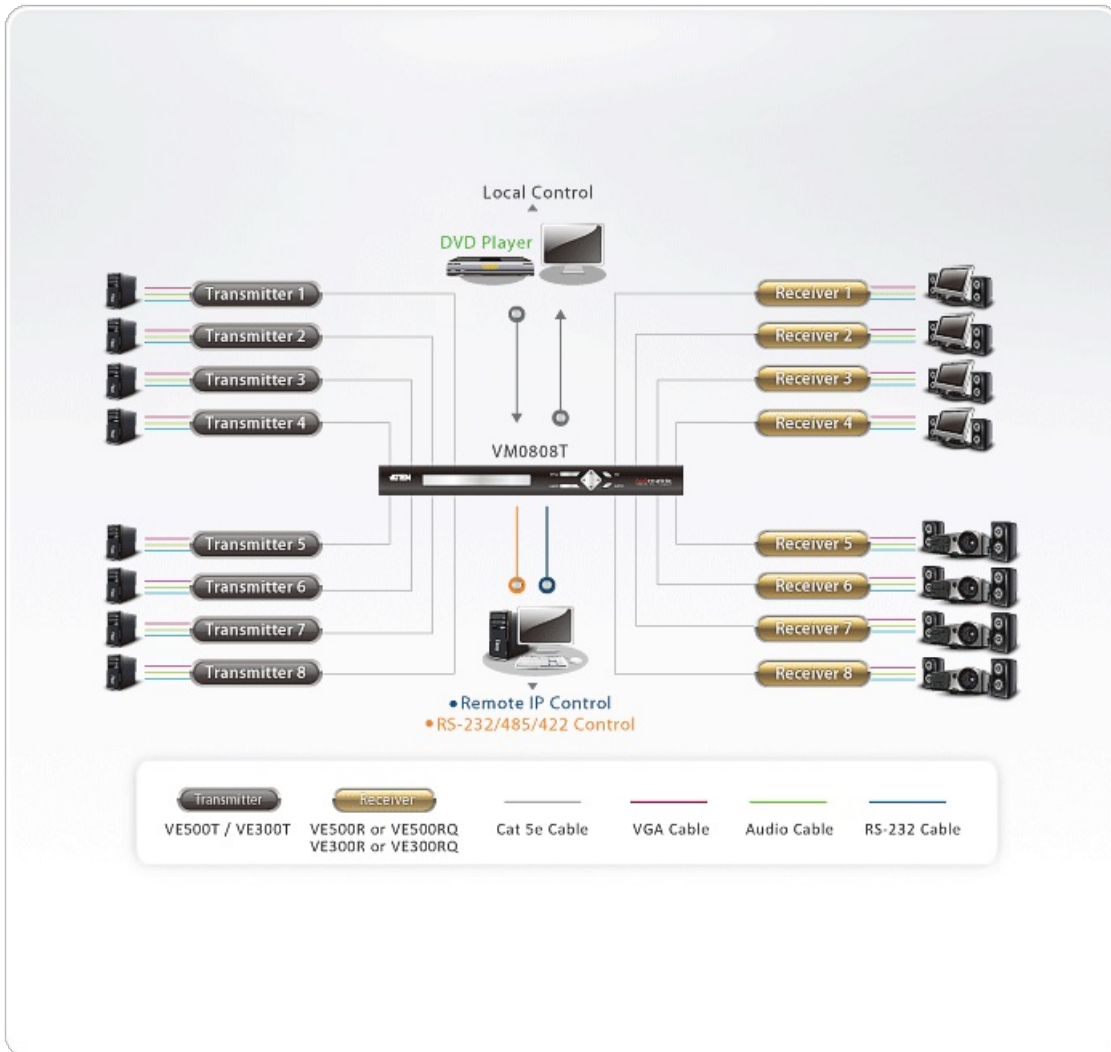 Local Control
DVD Player
Transmitter 1
Transmitter 2
Transmitter 3
Transmitter 4
Receiver 1
Receiver 2
Receiver 3
Receiver 4
VM0808T
ATEN
Transmitter 5
Transmitter 6
Transmitter 7
Transmitter 8
Receiver 5
Receiver 6
Receiver 7
Receiver 8
•Remote IP Control
•RS-232/485/422 Control
Transmitter
VE500T / VE300T
Receiver
VE500R or VE500RQ
VE300R or VE300RQ
Cat 5e Cable
VGA Cable
Audio Cable
RS-232 Cable